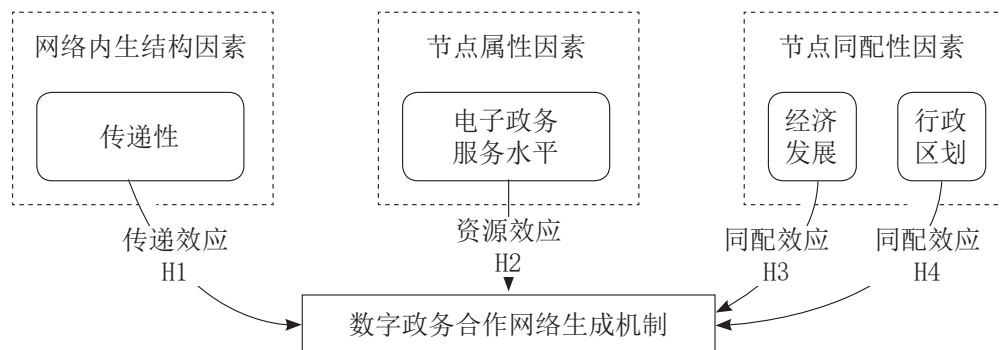 网络内生结构因素
传递性
传递效应
H1
节点属性因素
电子政务
服务水平
资源效应
H2
节点同配性因素
经济
发展
行政
区划
同配效应
H3
同配效应
H4
数字政务合作网络生成机制